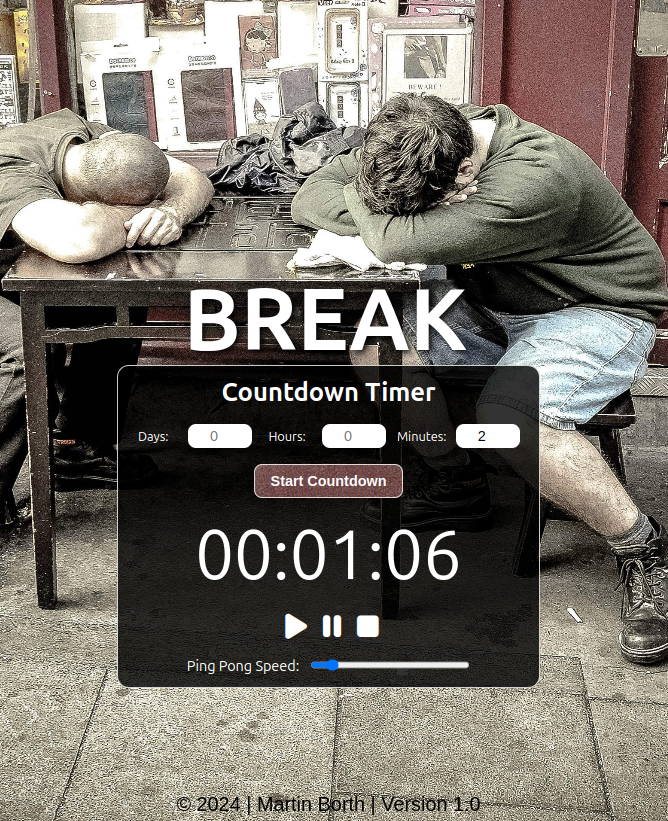 BEWARE!
BREAK
Countdown Timer
Days: 0 Hours: 0 Minutes: 2
Start Countdown
00:01:06
Ping Pong Speed:
© 2024 | Martin Borth | Version 1.0